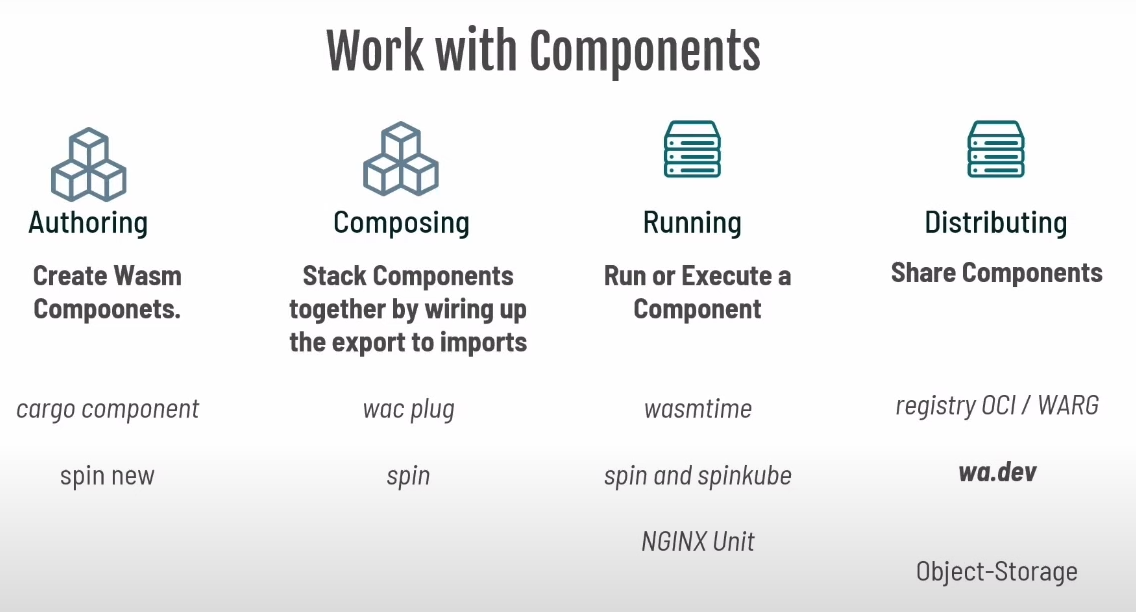 Work with Components
Authoring
Create Wasm
Compoonets.
cargo component
spin new
Composing
Stack Components
together by wiring up
the export to imports
wac plug
spin
Running
Run or Execute a
Component
wasmtime
spin and spinkube
NGINX Unit
Distributing
Share Components
registry OCI / WARG
wa.dev
Object-Storage